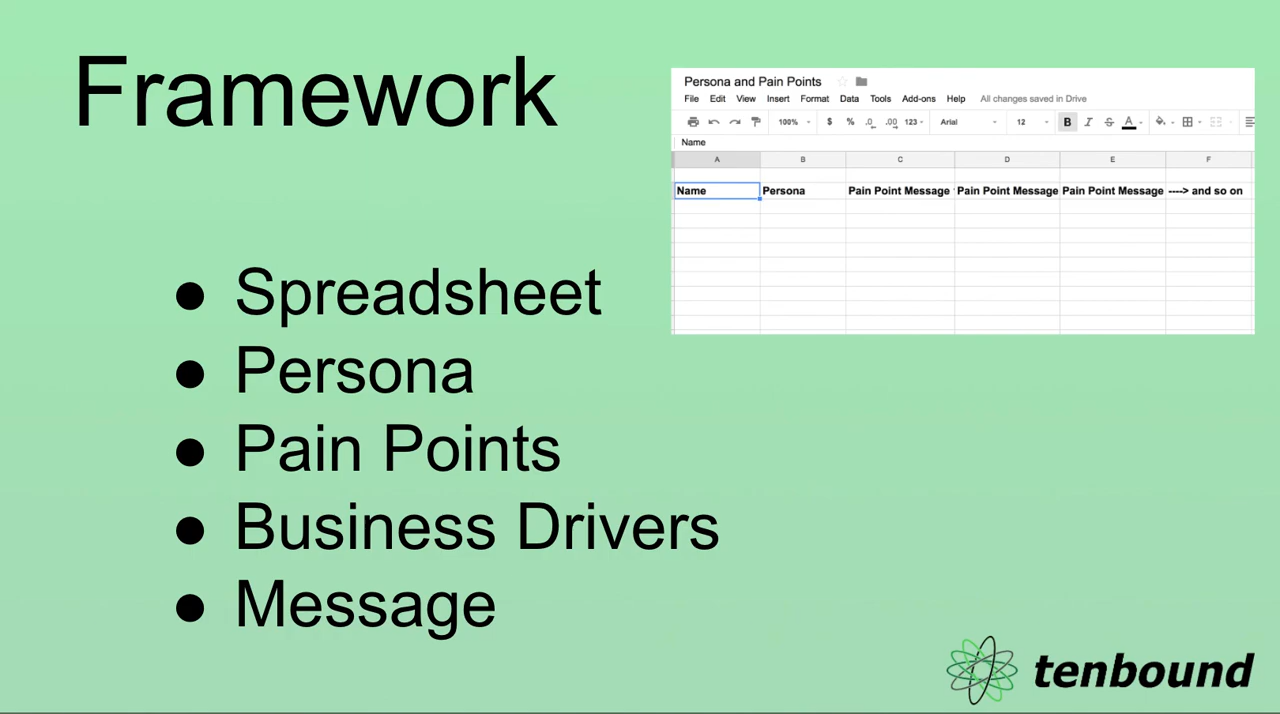 Framework
Persona and Pain Points
File Edit View Insert Format Data Tools Add-ons Help All changes saved in Drive
100% $ % .0 .00 123 Arial 12 B I S A
Name
A B C D E F
Name Persona Pain Point Message Pain Point Message Pain Point Message ----> and so on
● Spreadsheet
● Persona
● Pain Points
● Business Drivers
● Message
tenbound